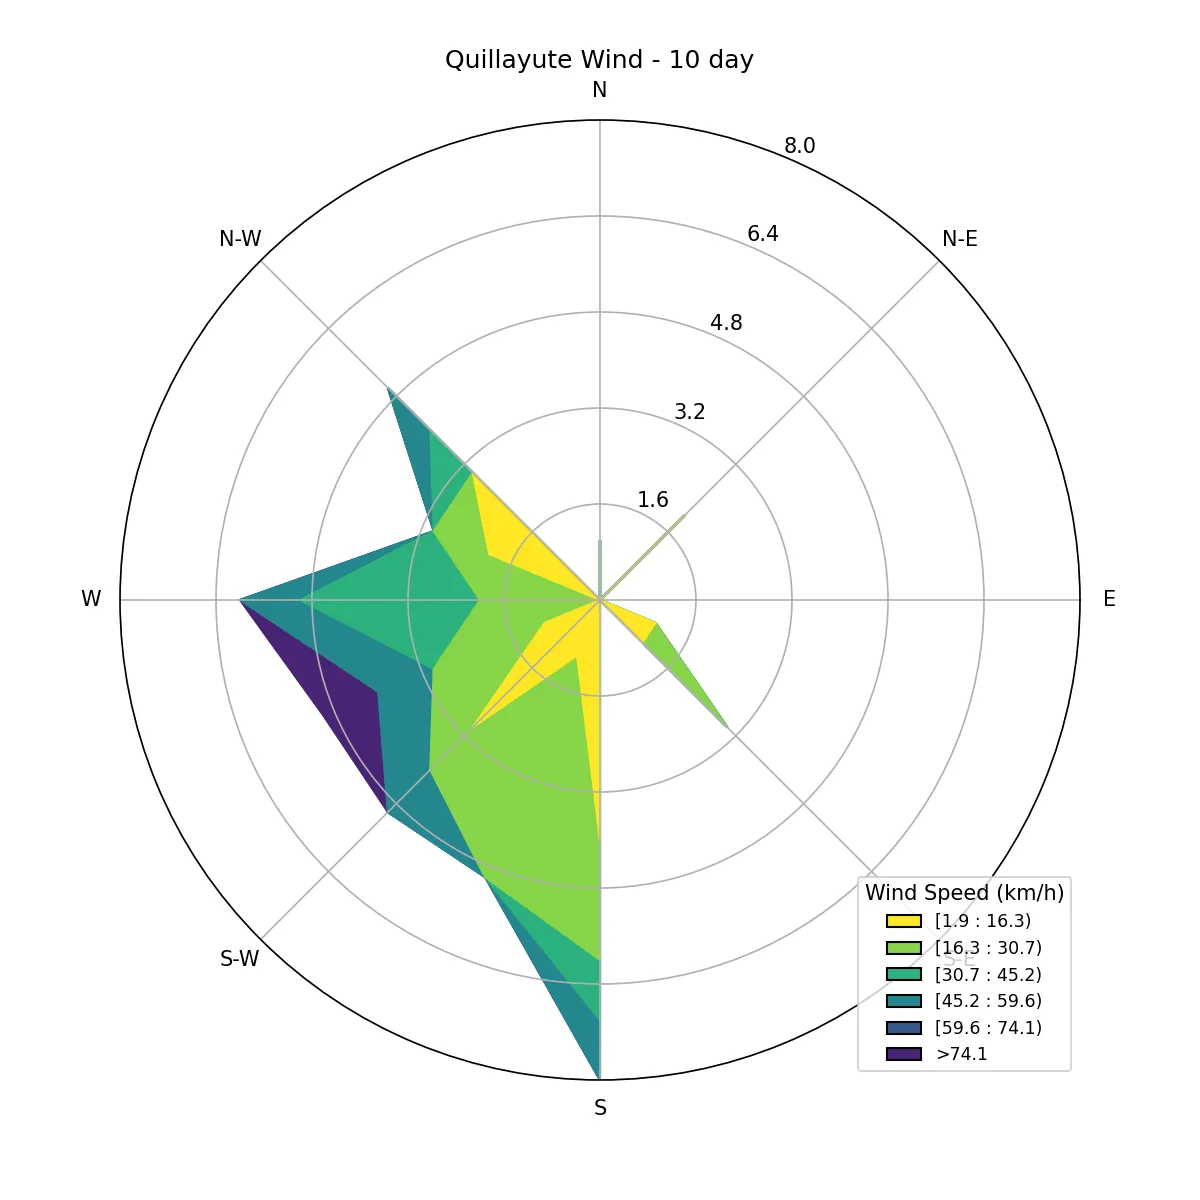 Quillayute Wind - 10 day
N
8.0
N-W
6.4
N-E
4.8
3.2
1.6
W
E
S-W
S-E
S
Wind Speed (km/h)
[1.9 : 16.3)
[16.3 : 30.7)
[30.7 : 45.2)
[45.2 : 59.6)
[59.6 : 74.1)
>74.1